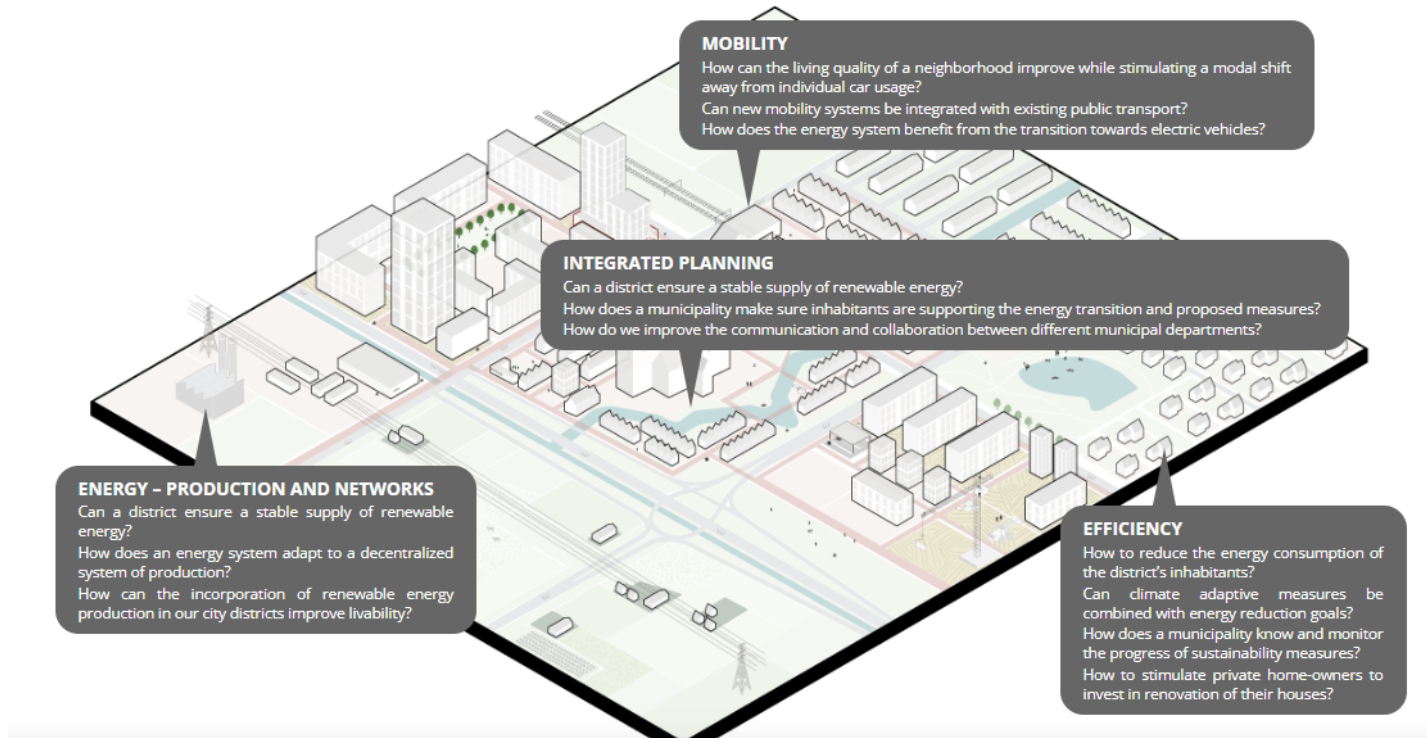 MOBILITY
How can the living quality of a neighborhood improve while stimulating a modal shift
away from individual car usage?
Can new mobility systems be integrated with existing public transport?
How does the energy system benefit from the transition towards electric vehicles?
INTEGRATED PLANNING
Can a district ensure a stable supply of renewable energy?
How does a municipality make sure inhabitants are supporting the energy transition and proposed measures?
How do we improve the communication and collaboration between different municipal departments?
ENERGY – PRODUCTION AND NETWORKS
Can a district ensure a stable supply of renewable
energy?
How does an energy system adapt to a decentralized
system of production?
How can the incorporation of renewable energy
production in our city districts improve livability?
EFFICIENCY
How to reduce the energy consumption of
the district's inhabitants?
Can climate adaptive measures be
combined with energy reduction goals?
How does a municipality know and monitor
the progress of sustainability measures?
How to stimulate private home-owners to
invest in renovation of their houses?